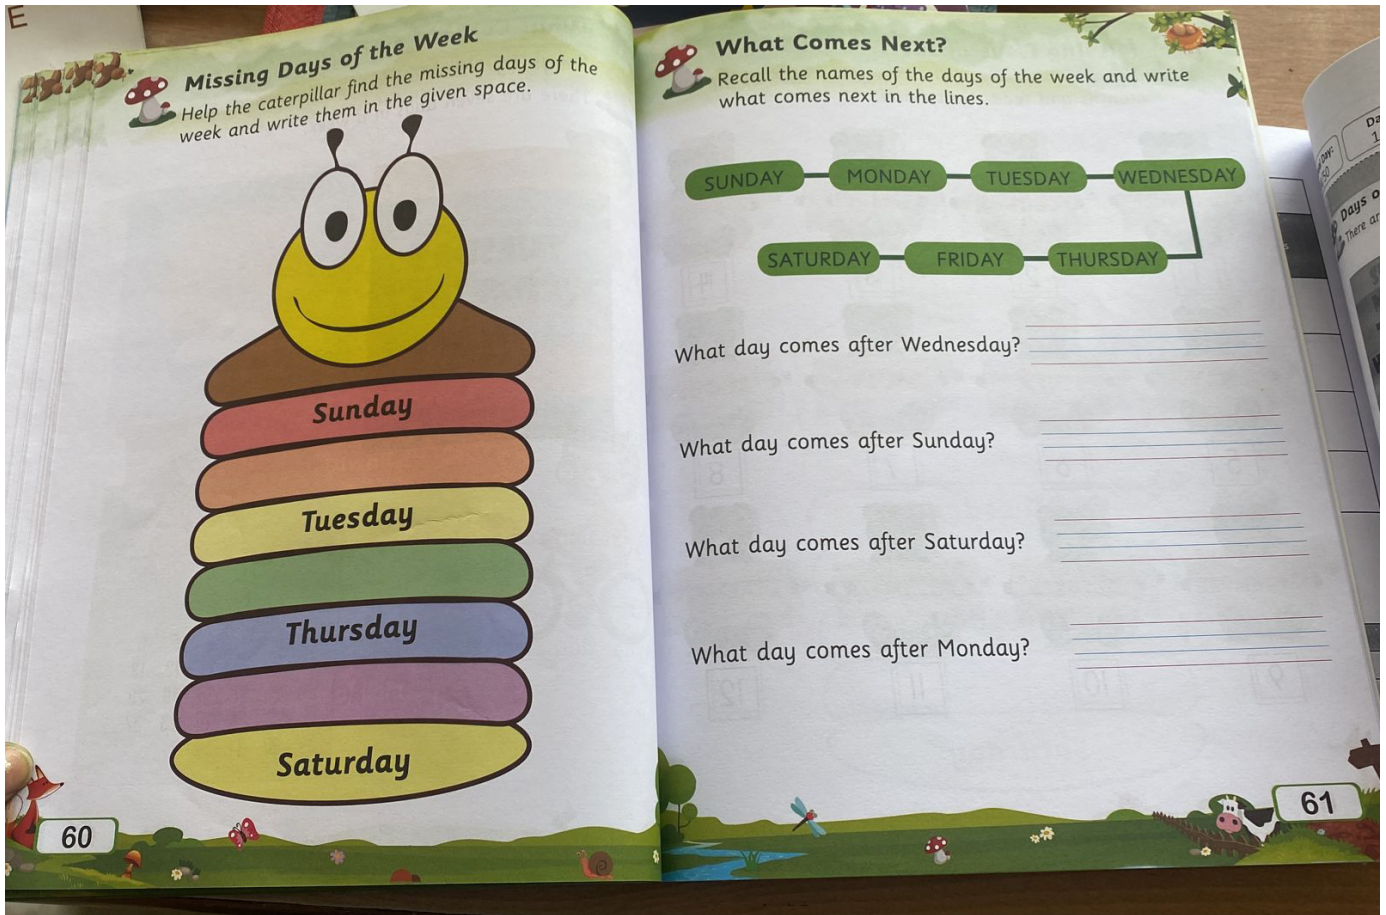 E
Missing Days of the Week
Help the caterpillar find the missing days of the
week and write them in the given space.
Sunday
Tuesday
Thursday
Saturday
60
What Comes Next?
Recall the names of the days of the week and write
what comes next in the lines.
SUNDAY MONDAY TUESDAY WEDNESDAY
SATURDAY FRIDAY THURSDAY
What day comes after Wednesday?
What day comes after Sunday?
What day comes after Saturday?
What day comes after Monday?
61
Days o
There ar